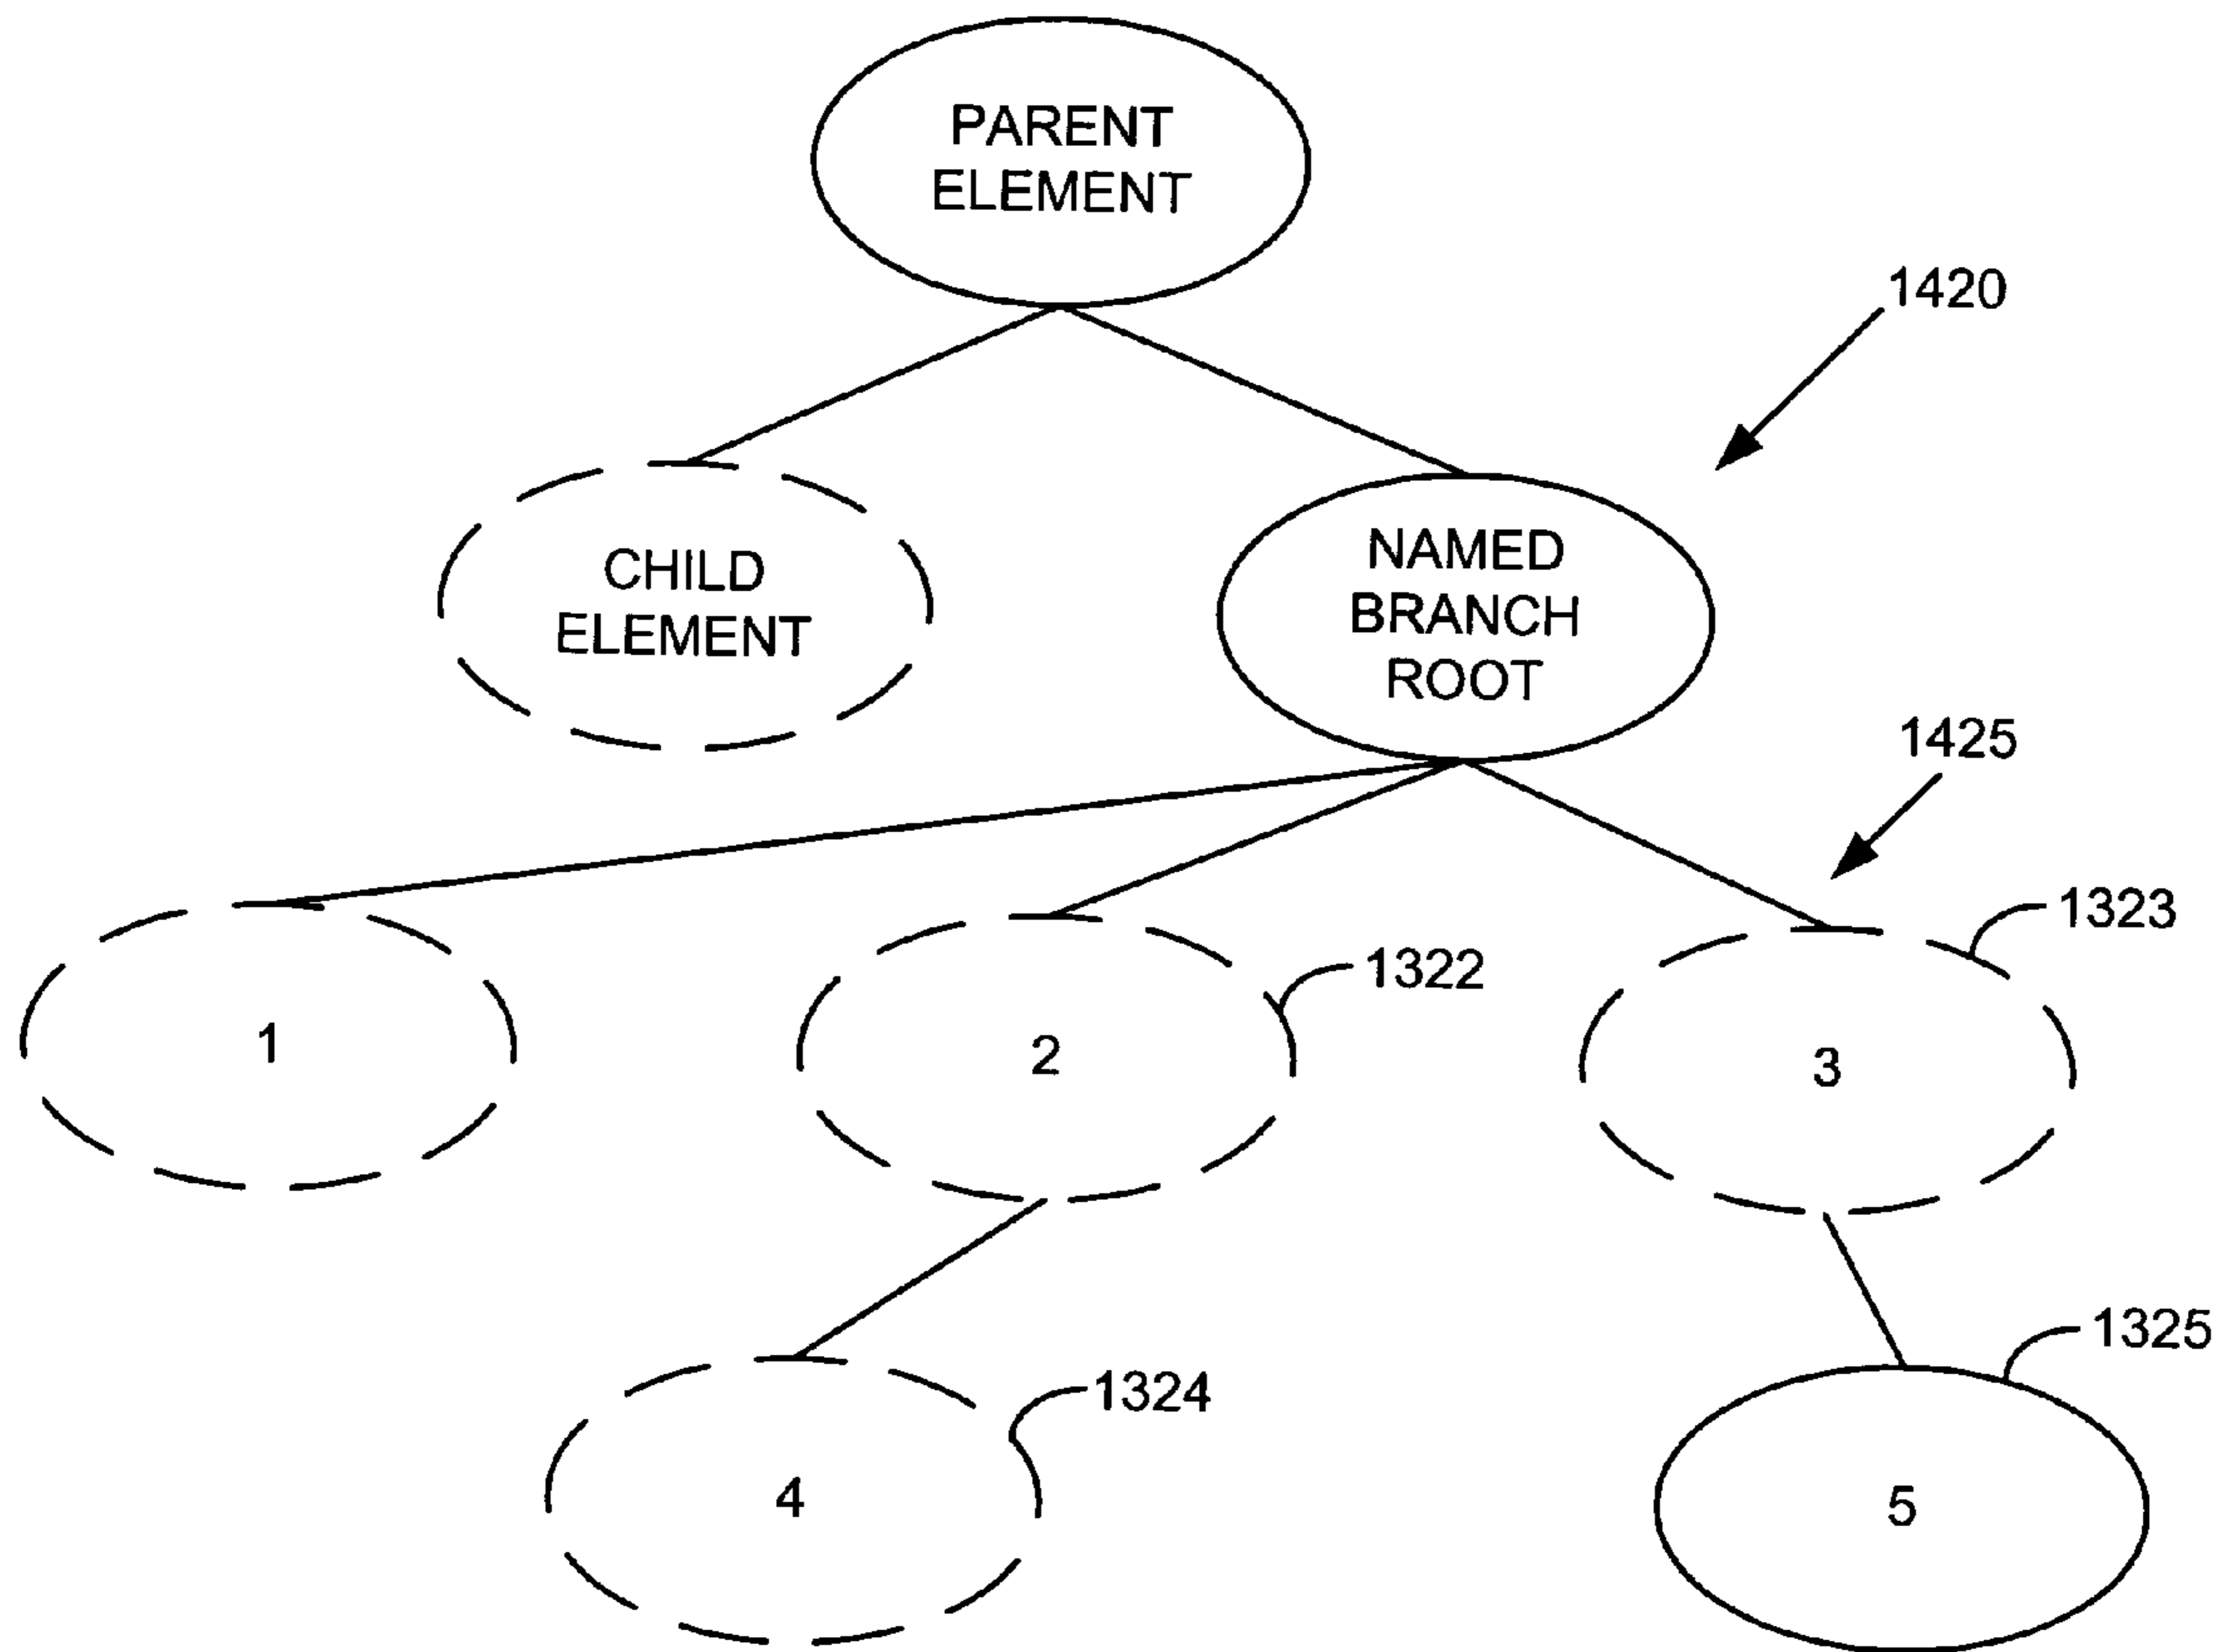 PARENT
ELEMENT
1420
CHILD
ELEMENT
NAMED
BRANCH
ROOT
1425
1323
1322
1
2
3
1325
1324
4
5